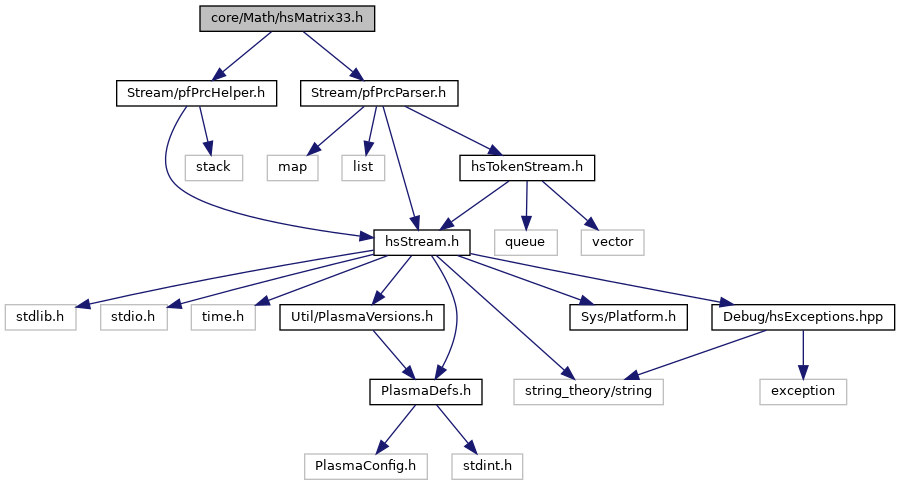 core/Math/hsMatrix33.h
Stream/pfPrcHelper.h
Stream/pfPrcParser.h
stack
map
list
hsTokenStream.h
hsStream.h
queue
vector
stdlib.h
stdio.h
time.h
Util/PlasmaVersions.h
Sys/Platform.h
Debug/hsExceptions.hpp
PlasmaDefs.h
string_theory/string
exception
PlasmaConfig.h
stdint.h